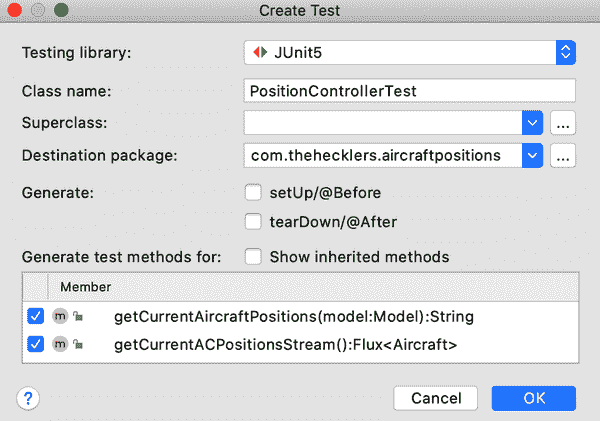 Create Test
Testing library: JUnit5
Class name: PositionControllerTest
Superclass: ...
Destination package: com.thehecklers.aircraftpositions ...
Generate: setUp/@Before
tearDown/@After
Generate test methods for: Show inherited methods
Member
m getCurrentAircraftPositions(model:Model):String
m getCurrentACPositionsStream():Flux<Aircraft>
? Cancel OK